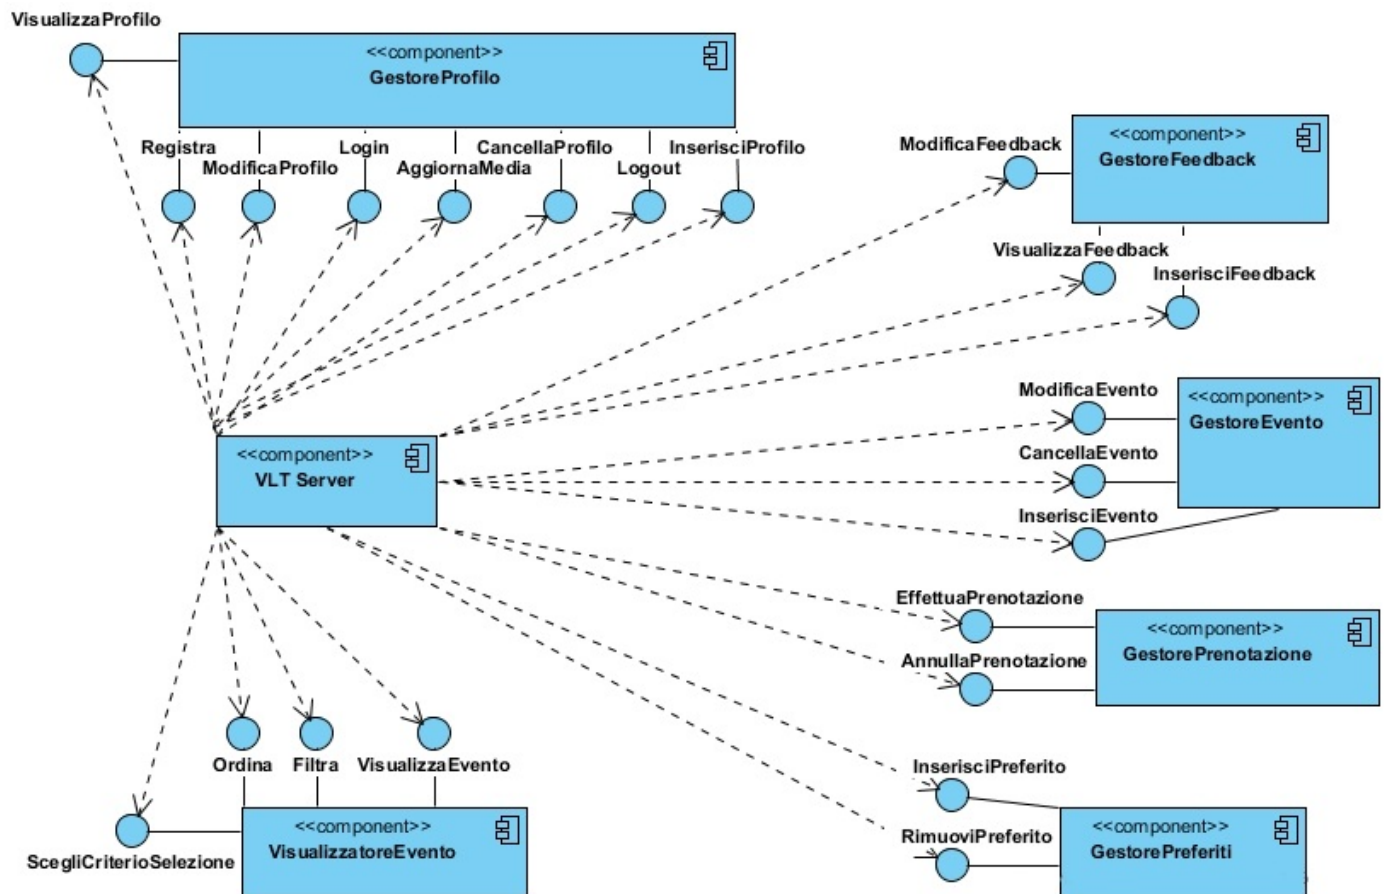 VisualizzaProfilo
<<component>>
GestoreProfilo
Registra
ModificaProfilo
Login
AggiornaMedia
CancellaProfilo
Logout
InserisciProfilo
ModificaFeedback
<<component>>
GestoreFeedback
VisualizzaFeedback
InserisciFeedback
ModificaEvento
<<component>>
GestoreEvento
CancellaEvento
InserisciEvento
<<component>>
VLT Server
EffettuaPrenotazione
<<component>>
GestorePrenotazione
AnnullaPrenotazione
Ordina
Filtra
VisualizzaEvento
InserisciPreferito
<<component>>
VisualizzatoreEvento
ScegliCriterioSelezione
RimuoviPreferito
<<component>>
GestorePreferiti